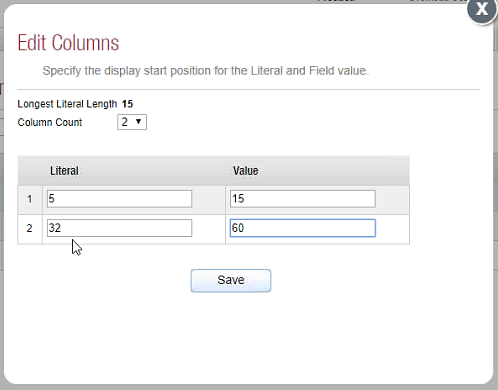 X
Edit Columns
Specify the display start position for the Literal and Field value.
Longest Literal Length 15
Column Count 2
Literal Value
1 5 15
2 32 60
Save